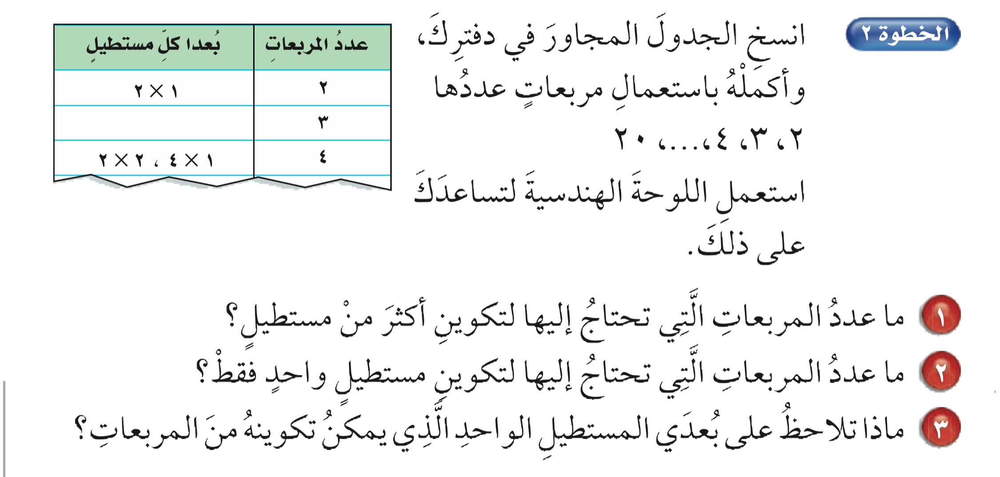 الخطوة ٢
انسخِ الجدولَ المجاورَ في دفترِكَ،
وأكمَلْهُ باستعمالِ مربعاتٍ عددُها
٢، ٣، ٤،...، ٢٠
استعملِ اللوحةَ الهندسيةَ لتساعدَكَ
على ذلَكَ.
عددُ المربعاتِ بُعدا كلِّ مستطيلٍ
٢ ١ × ٢
٣
٤ ١ × ٤ ، ٢ × ٢
١ ما عددُ المربعاتِ الَّتِي تحتاجُ إليها لتكوينِ أكثرَ منْ مستطيلٍ؟
٢ ما عددُ المربعاتِ الَّتِي تحتاجُ إليها لتكوينِ مستطيلٍ واحدٍ فقطْ؟
٣ ماذا تلاحظُ على بُعدَي المستطيلِ الواحدِ الَّذِي يمكنُ تكوينهُ منَ المربعاتِ؟